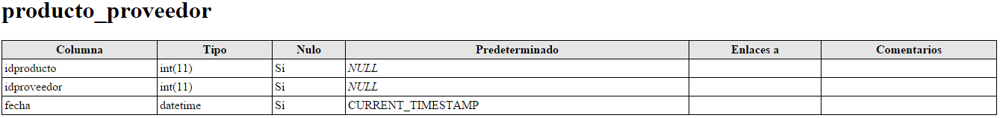 producto_proveedor
Columna Tipo Nulo Predeterminado Enlaces a Comentarios
idproducto int(11) Sí NULL
idproveedor int(11) Sí NULL
fecha datetime Sí CURRENT_TIMESTAMP